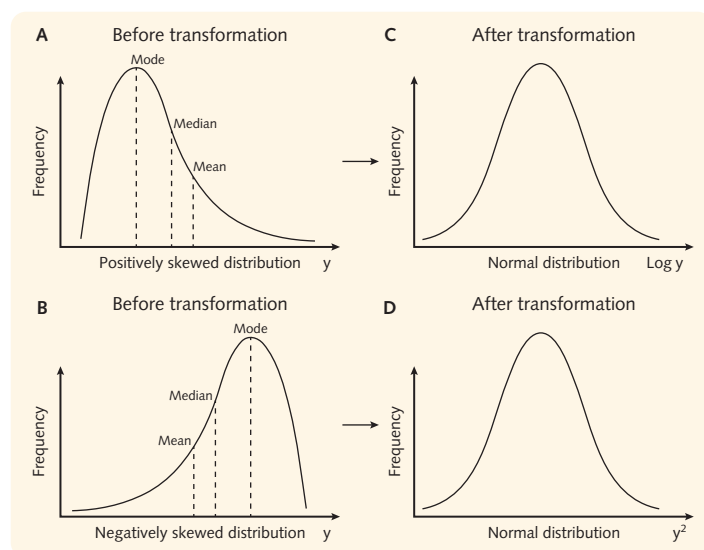 A Before transformation
Mode
Median
Mean
Frequency
Positively skewed distribution y
C After transformation
Frequency
Normal distribution Log y
B Before transformation
Mode
Median
Mean
Frequency
Negatively skewed distribution y
D After transformation
Frequency
Normal distribution y²